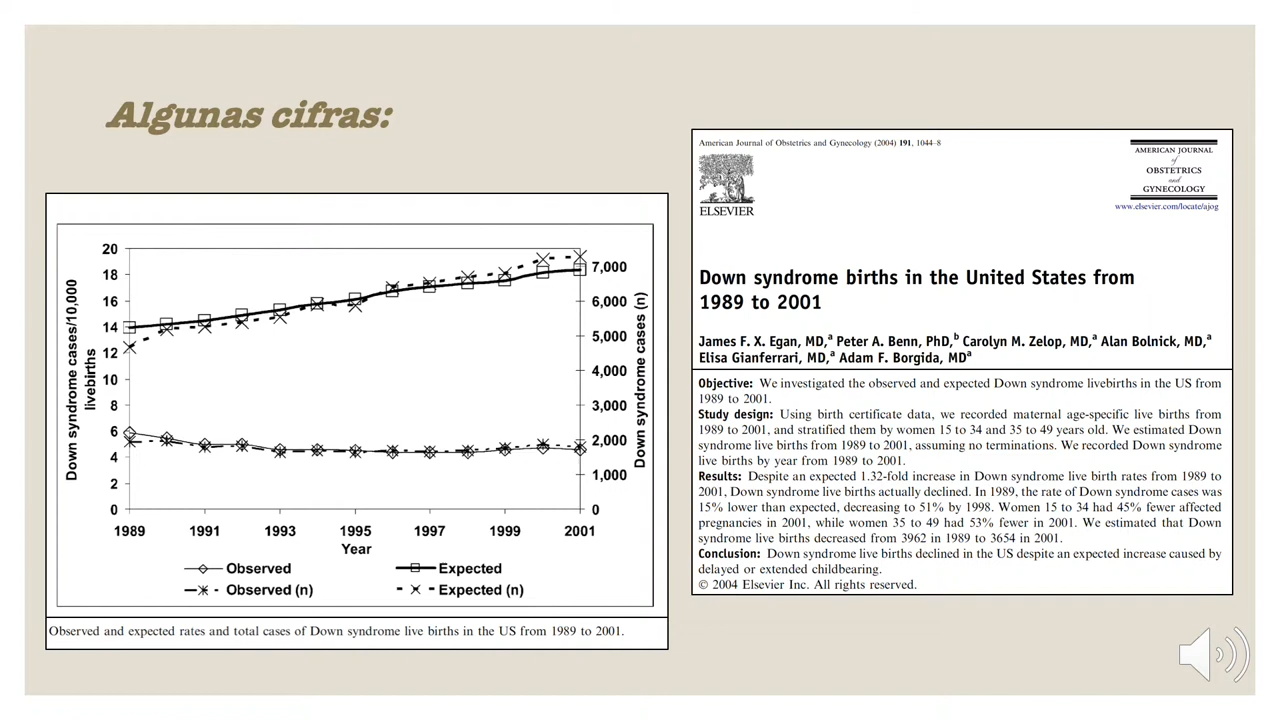 Algunas cifras:
20
18
16
14
12
10
8
6
4
2
0
Down syndrome cases/10,000
livebirths
7,000
6,000
5,000
4,000
3,000
2,000
1,000
0
Down syndrome cases (n)
1989 1991 1993 1995 1997 1999 2001
Year
Observed Expected
Observed (n) Expected (n)
Observed and expected rates and total cases of Down syndrome live births in the US from 1989 to 2001.
American Journal of Obstetrics and Gynecology (2004) 191, 1044–8
ELSEVIER
AMERICAN JOURNAL
of
OBSTETRICS
and
GYNECOLOGY
www.elsevier.com/locate/ajog
Down syndrome births in the United States from
1989 to 2001
James F. X. Egan, MD,a Peter A. Benn, PhD,b Carolyn M. Zelop, MD,a Alan Bolnick, MD,a
Elisa Gianferrari, MD,a Adam F. Borgida, MDa
Objective: We investigated the observed and expected Down syndrome livebirths in the US from
1989 to 2001.
Study design: Using birth certificate data, we recorded maternal age-specific live births from
1989 to 2001, and stratified them by women 15 to 34 and 35 to 49 years old. We estimated Down
syndrome live births from 1989 to 2001, assuming no terminations. We recorded Down syndrome
live births by year from 1989 to 2001.
Results: Despite an expected 1.32-fold increase in Down syndrome live birth rates from 1989 to
2001, Down syndrome live births actually declined. In 1989, the rate of Down syndrome cases was
15% lower than expected, decreasing to 51% by 1998. Women 15 to 34 had 45% fewer affected
pregnancies in 2001, while women 35 to 49 had 53% fewer in 2001. We estimated that Down
syndrome live births decreased from 3962 in 1989 to 3654 in 2001.
Conclusion: Down syndrome live births declined in the US despite an expected increase caused by
delayed or extended childbearing.
© 2004 Elsevier Inc. All rights reserved.